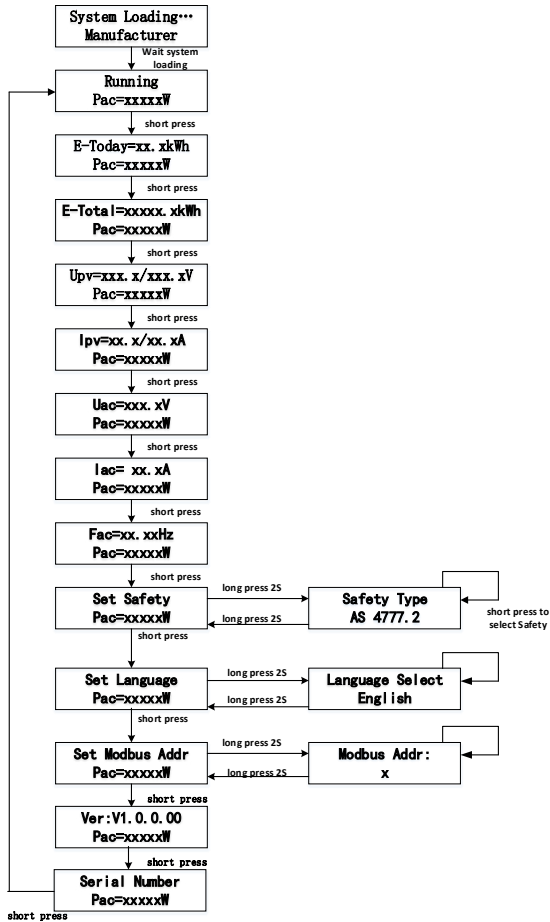 System Loading…
Manufacturer
Wait system
loading
Running
Pac=xxxxxW
short press
E-Today=xx.xkWh
Pac=xxxxxW
short press
E-Total=xxxxx.xkWh
Pac=xxxxxW
short press
Upv=xxx.x/xxx.xV
Pac=xxxxxW
short press
Ipv=xx.x/xx.xA
Pac=xxxxxW
short press
Uac=xxx.xV
Pac=xxxxxW
short press
Iac= xx.xA
Pac=xxxxxW
short press
Fac=xx.xxHz
Pac=xxxxxW
short press
Set Safety
Pac=xxxxxW
long press 2S
long press 2S
Safety Type
AS 4777.2
short press to
select Safety
short press
Set Language
Pac=xxxxxW
long press 2S
long press 2S
Language Select
English
short press
Set Modbus Addr
Pac=xxxxxW
long press 2S
long press 2S
Modbus Addr:
x
short press
Ver:V1.0.0.00
Pac=xxxxxW
short press
Serial Number
Pac=xxxxxW
short press